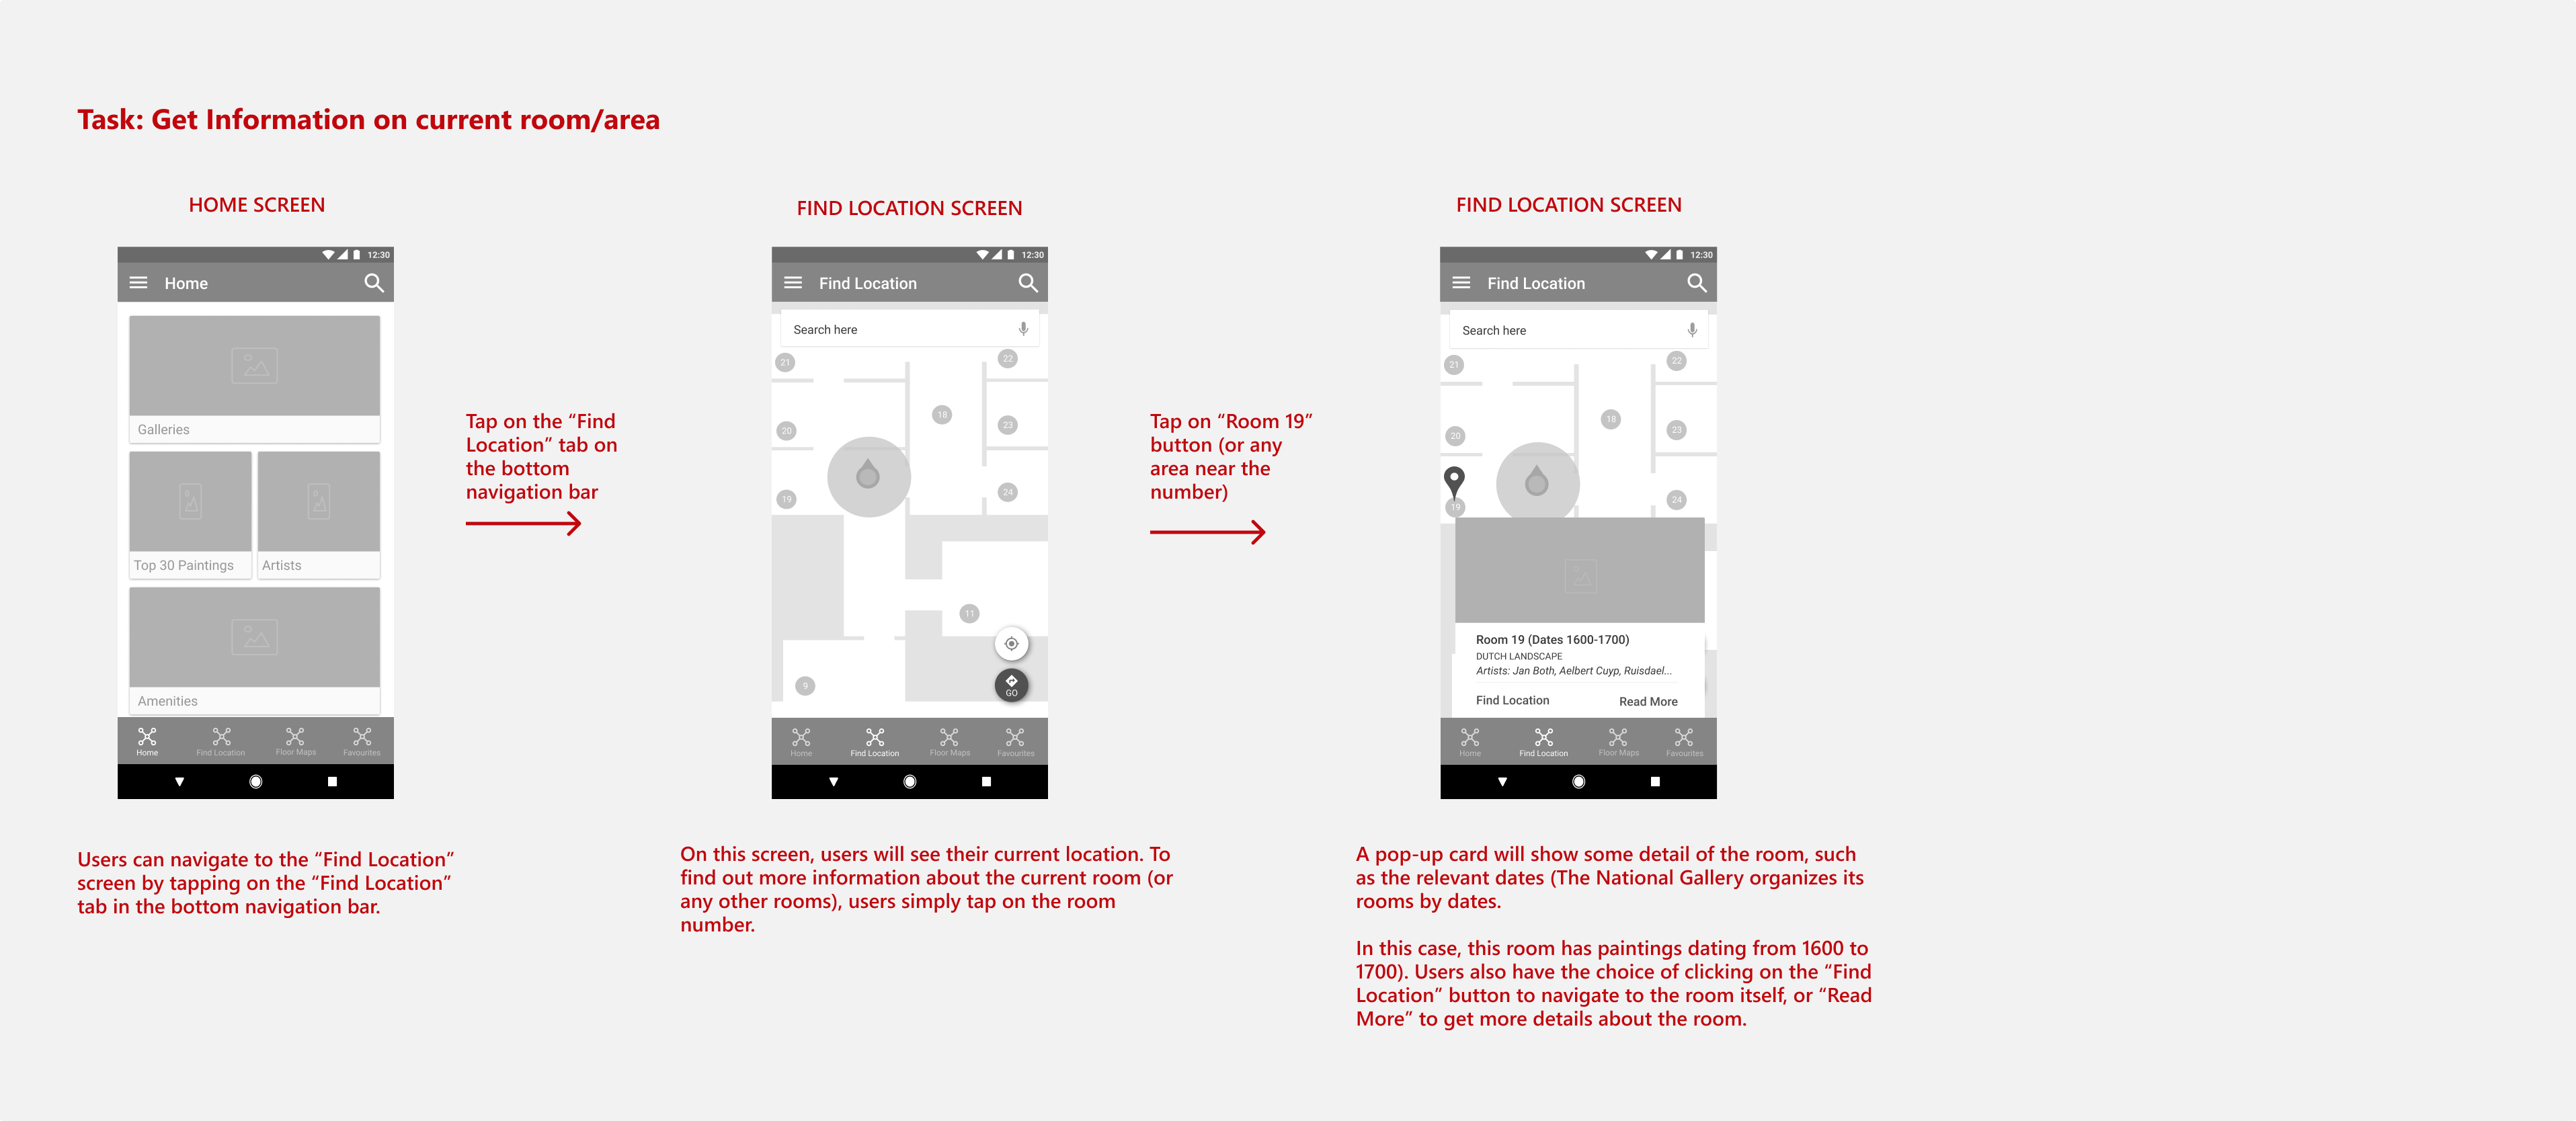 Task: Get Information on current room/area
HOME SCREEN
12:30
Home
Galleries
Top 30 Paintings
Artists
Amenities
Home
Find Location
Floor Maps
Favourites
Users can navigate to the “Find Location”
screen by tapping on the “Find Location”
tab in the bottom navigation bar.
Tap on the “Find
Location” tab on
the bottom
navigation bar
FIND LOCATION SCREEN
12:30
Find Location
Search here
21
22
18
23
20
19
24
11
GO
9
Home
Find Location
Floor Maps
Favourites
On this screen, users will see their current location. To
find out more information about the current room (or
any other rooms), users simply tap on the room
number.
Tap on “Room 19”
button (or any
area near the
number)
FIND LOCATION SCREEN
12:30
Find Location
Search here
21
22
18
23
20
24
19
Room 19 (Dates 1600-1700)
DUTCH LANDSCAPE
Artists: Jan Both, Aelbert Cuyp, Ruisdael...
Find Location
Read More
Home
Find Location
Floor Maps
Favourites
A pop-up card will show some detail of the room, such
as the relevant dates (The National Gallery organizes its
rooms by dates.
In this case, this room has paintings dating from 1600 to
1700). Users also have the choice of clicking on the “Find
Location” button to navigate to the room itself, or “Read
More” to get more details about the room.